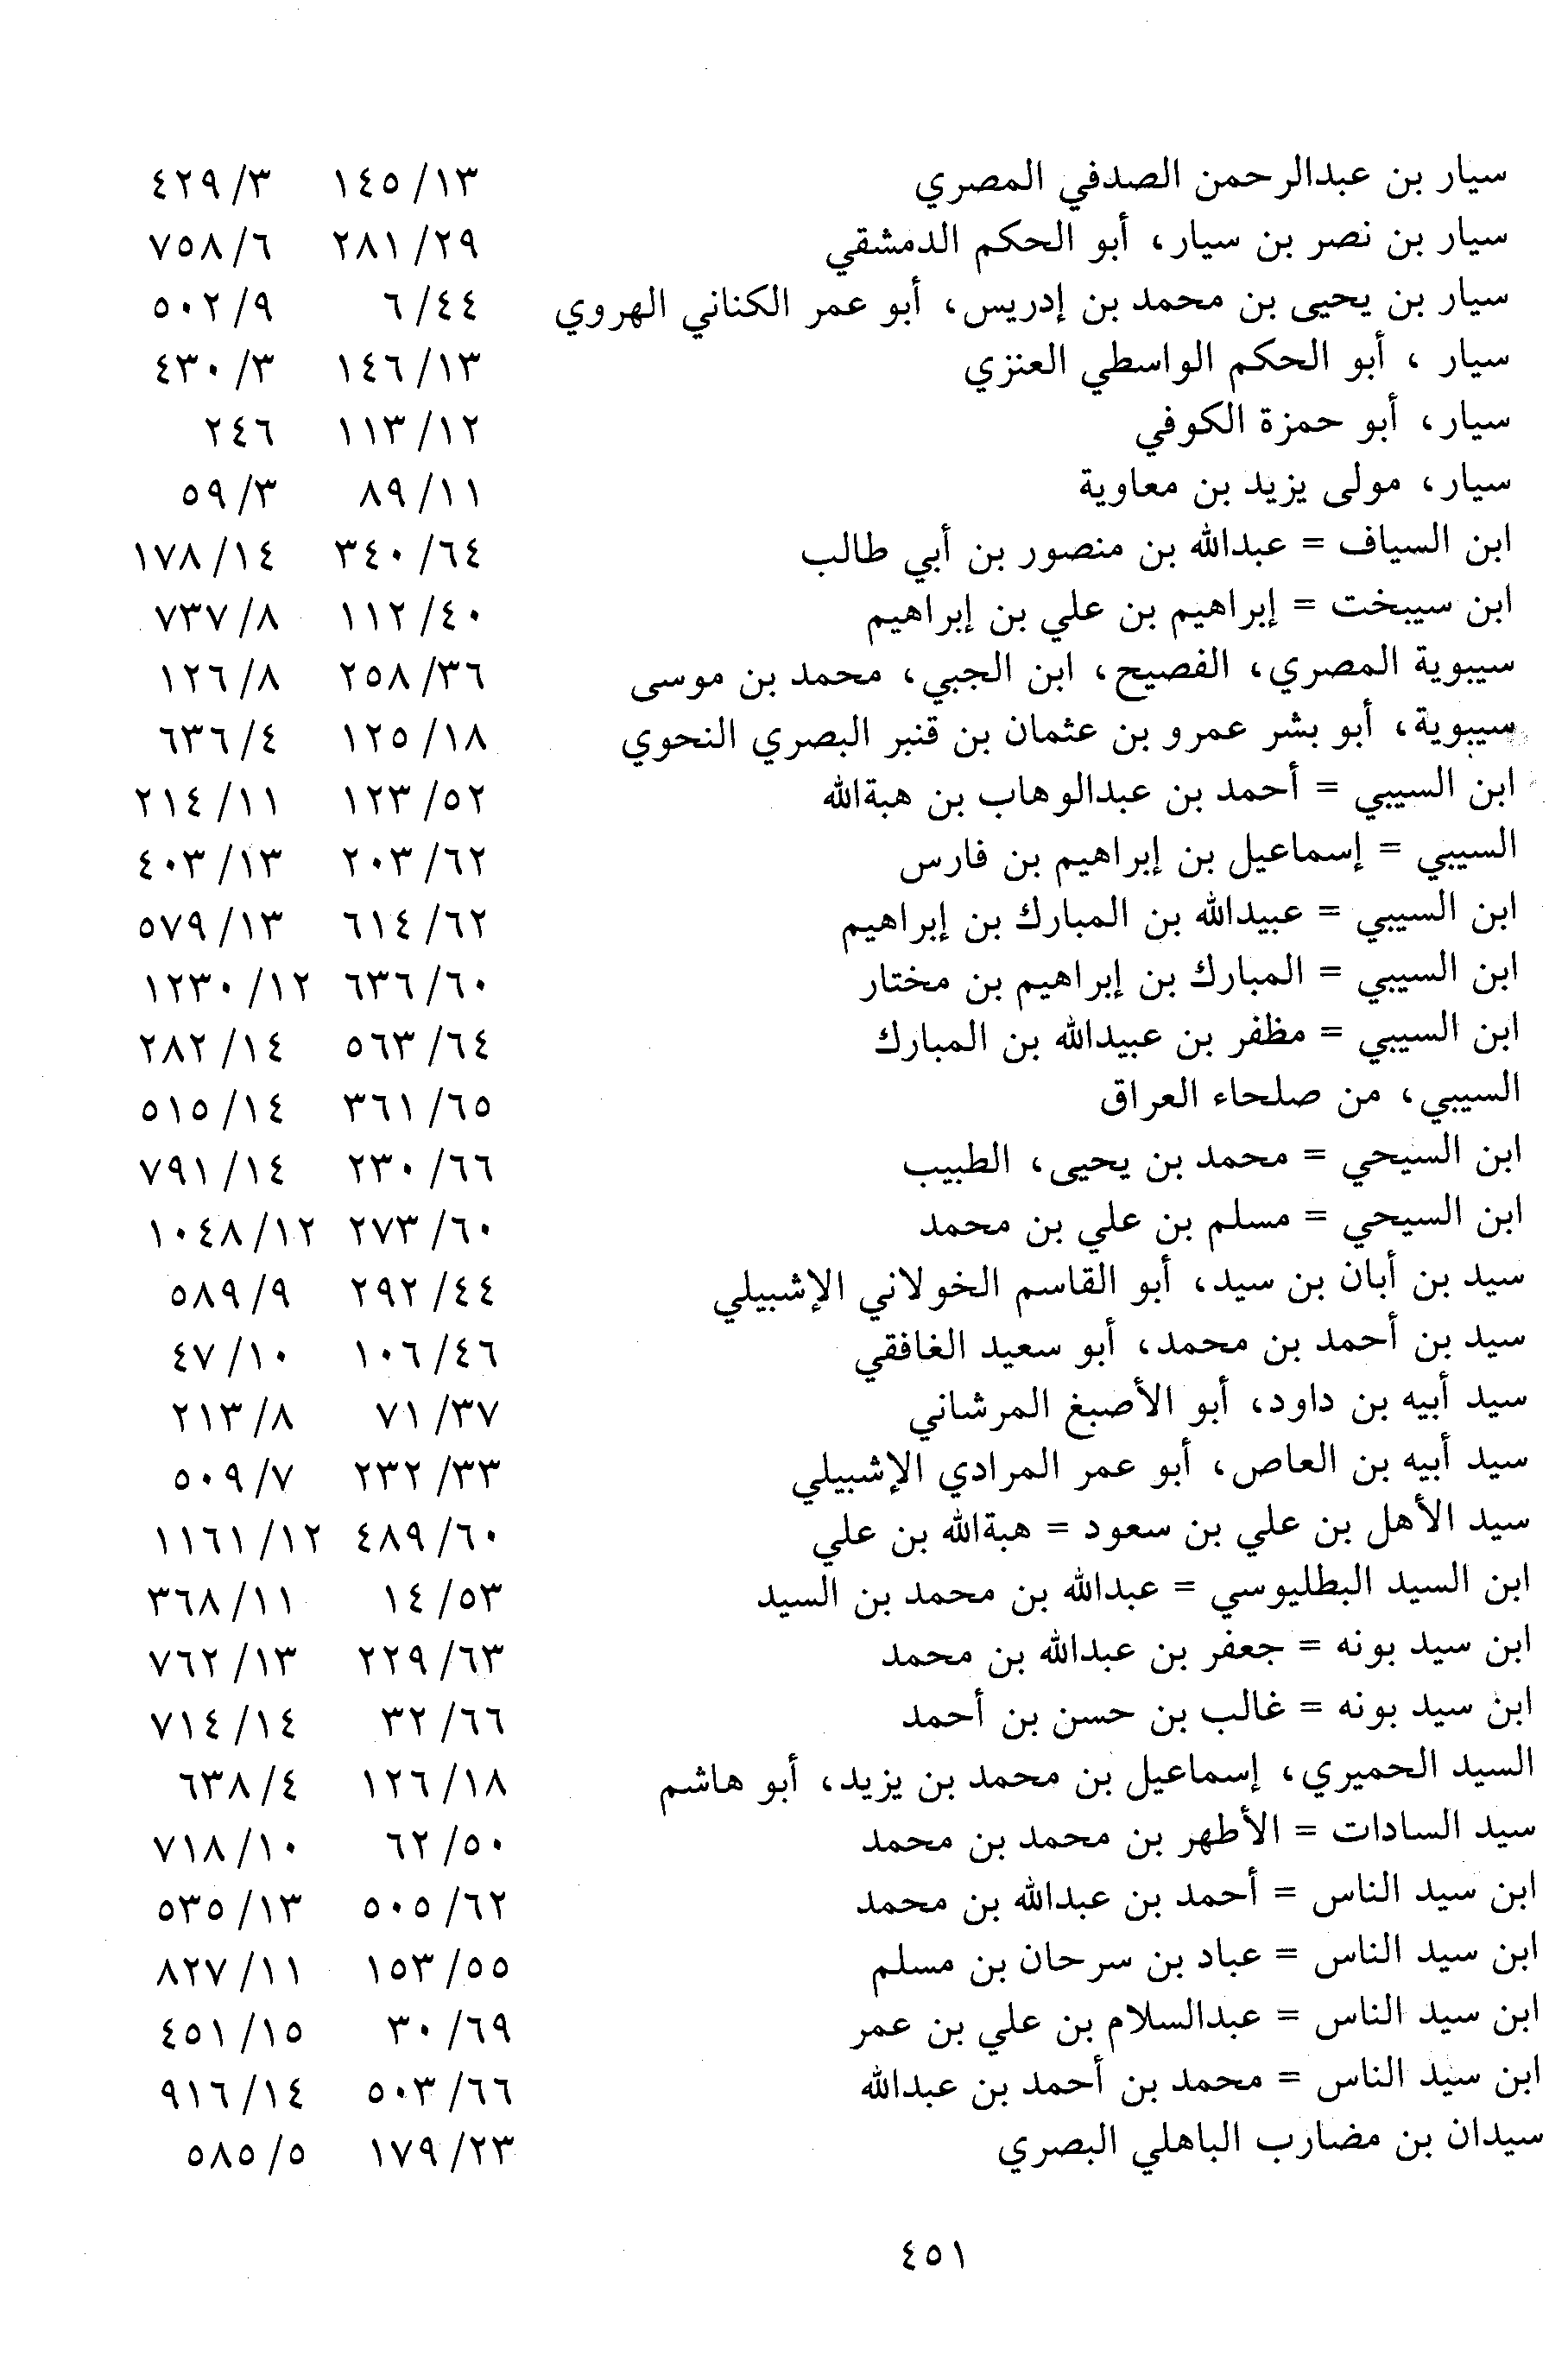 سيار بن عبدالرحمن الصدفي المصري ١٣/ ١٤٥ ٣/ ٤٢٩
سيار بن نصر بن سيار، أبو الحكم الدمشقي ٢٩/ ٢٨١ ٦/ ٧٥٨
سيار بن يحيى بن محمد بن إدريس، أبو عمر الكناني الهروي ٤٤/ ٦ ٩/ ٥٠٢
سيار ، أبو الحكم الواسطي العنزي ١٣/ ١٤٦ ٣/ ٤٣٠
سيار، أبو حمزة الكوفي ١٢/ ١١٣ ٢٤٦
سيار، مولى يزيد بن معاوية ١١/ ٨٩ ٣/ ٥٩
ابن السياف = عبدالله بن منصور بن أبي طالب ٦٤/ ٣٤٠ ١٤/ ١٧٨
ابن سيبخت = إبراهيم بن علي بن إبراهيم ٤٠/ ١١٢ ٨/ ٧٣٧
سيبوية المصري، الفصيح، ابن الجبي، محمد بن موسى ٣٦/ ٢٥٨ ٨/ ١٢٦
سيبوية، أبو بشر عمرو بن عثمان بن قنبر البصري النحوي ١٨/ ١٢٥ ٤/ ٦٣٦
ابن السيبي = أحمد بن عبدالوهاب بن هبةالله ٥٢/ ١٢٣ ١١/ ٢١٤
السيبي = إسماعيل بن إبراهيم بن فارس ٦٢/ ٢٠٣ ١٣/ ٤٠٣
ابن السيبي = عبيدالله بن المبارك بن إبراهيم ٦٢/ ٦١٤ ١٣/ ٥٧٩
ابن السيبي = المبارك بن إبراهيم بن مختار ٦٠/ ٦٣٦ ١٢/ ١٢٣٠
ابن السيبي = مظفر بن عبيدالله بن المبارك ٦٤/ ٥٦٣ ١٤/ ٢٨٢
السيبي، من صلحاء العراق ٦٥/ ٣٦١ ١٤/ ٥١٥
ابن السيحي = محمد بن يحيى، الطبيب ٦٦/ ٢٣٠ ١٤/ ٧٩١
ابن السيحي = مسلم بن علي بن محمد ٦٠/ ٢٧٣ ١٢/ ١٠٤٨
سيد بن أبان بن سيد، أبو القاسم الخولاني الإشبيلي ٤٤/ ٢٩٢ ٩/ ٥٨٩
سيد بن أحمد بن محمد، أبو سعيد الغافقي ٤٦/ ١٠٦ ١٠/ ٤٧
سيد أبيه بن داود، أبو الأصبغ المرشاني ٣٧/ ٧١ ٨/ ٢١٣
سيد أبيه بن العاص، أبو عمر المرادي الإشبيلي ٣٣/ ٢٣٢ ٧/ ٥٠٩
سيد الأهل بن علي بن سعود = هبةالله بن علي ٦٠/ ٤٨٩ ١٢/ ١١٦١
ابن السيد البطليوسي = عبدالله بن محمد بن السيد ٥٣/ ١٤ ١١/ ٣٦٨
ابن سيد بونه = جعفر بن عبدالله بن محمد ٦٣/ ٢٢٩ ١٣/ ٧٦٢
ابن سيد بونه = غالب بن حسن بن أحمد ٦٦/ ٣٢ ١٤/ ٧١٤
السيد الحميري، إسماعيل بن محمد بن يزيد، أبو هاشم ١٨/ ١٢٦ ٤/ ٦٣٨
سيد السادات = الأطهر بن محمد بن محمد ٥٠/ ٦٢ ١٠/ ٧١٨
ابن سيد الناس = أحمد بن عبدالله بن محمد ٦٢/ ٥٠٥ ١٣/ ٥٣٥
ابن سيد الناس = عباد بن سرحان بن مسلم ٥٥/ ١٥٣ ١١/ ٨٢٧
ابن سيد الناس = عبدالسلام بن علي بن عمر ٦٩/ ٣٠ ١٥/ ٤٥١
ابن سيد الناس = محمد بن أحمد بن عبدالله ٦٦/ ٥٠٣ ١٤/ ٩١٦
سيدان بن مضارب الباهلي البصري ٢٣/ ١٧٩ ٥/ ٥٨٥
٤٥١